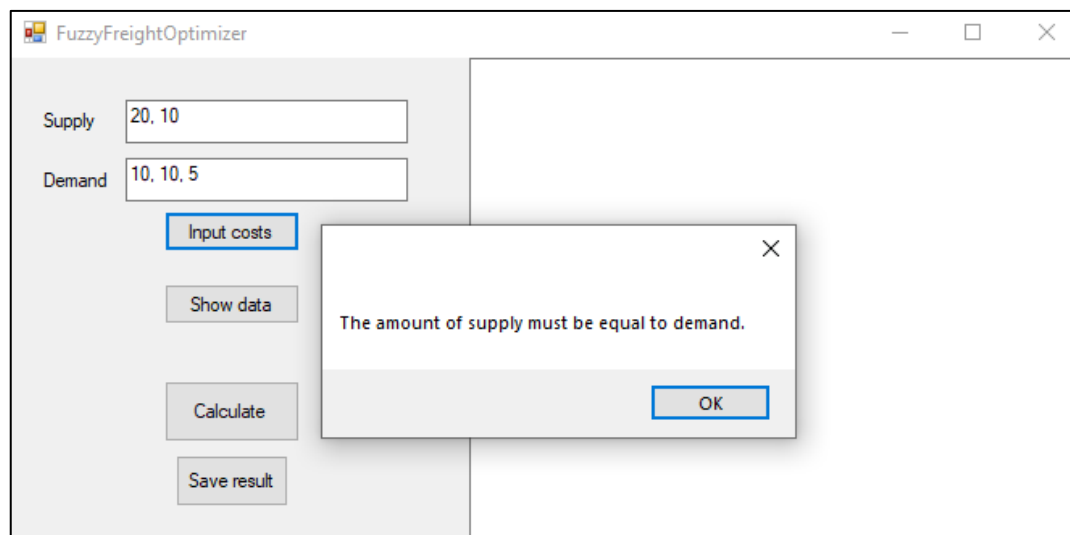 FuzzyFreightOptimizer
Supply 20, 10
Demand 10, 10, 5
Input costs
Show data
The amount of supply must be equal to demand.
OK
Calculate
Save result